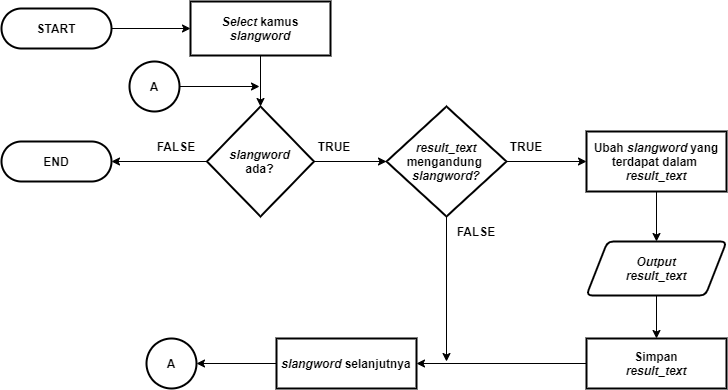 START
Select kamus
slangword
A
END
FALSE
slangword
ada?
TRUE
result_text
mengandung
slangword?
TRUE
Ubah slangword yang
terdapat dalam
result_text
FALSE
Output
result_text
A
slangword selanjutnya
Simpan
result_text